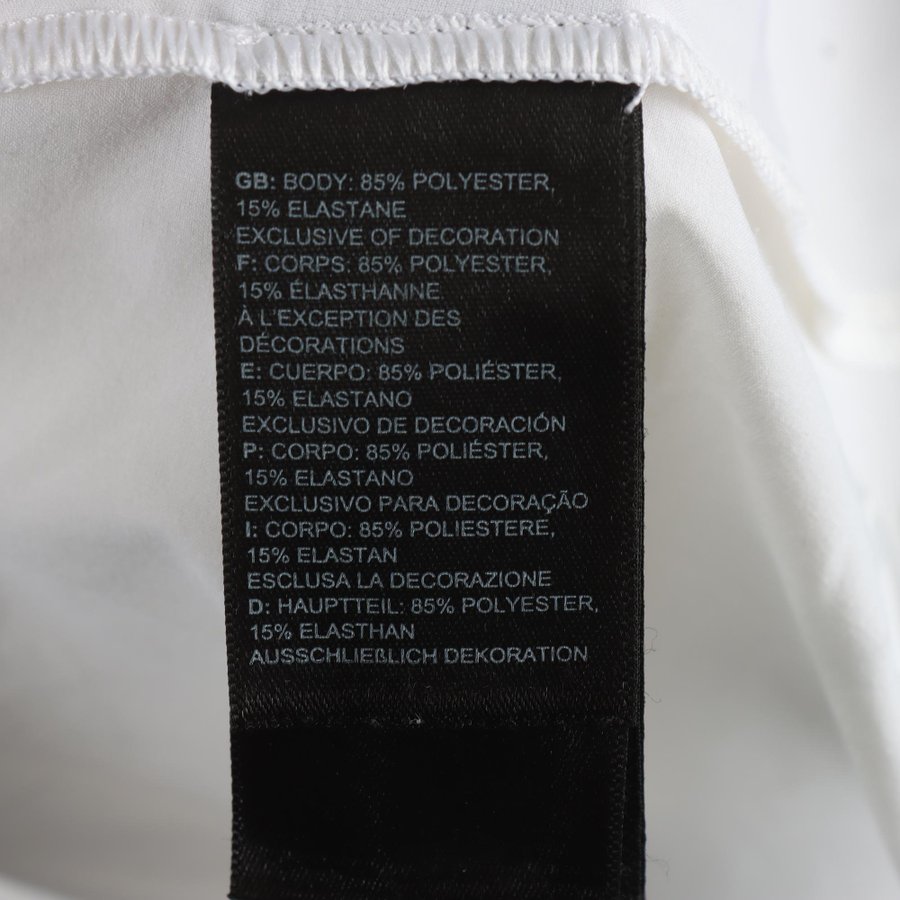 GB: BODY: 85% POLYESTER,
15% ELASTANE
EXCLUSIVE OF DECORATION
F: CORPS: 85% POLYESTER,
15% ÉLASTHANNE
À L'EXCEPTION DES
DÉCORATIONS
E: CUERPO: 85% POLIÉSTER,
15% ELASTANO
EXCLUSIVO DE DECORACIÓN
P: CORPO: 85% POLIÉSTER,
15% ELASTANO
EXCLUSIVO PARA DECORAÇÃO
I: CORPO: 85% POLIESTERE,
15% ELASTAN
ESCLUSA LA DECORAZIONE
D: HAUPTTEIL: 85% POLYESTER,
15% ELASTHAN
AUSSCHLIEßLICH DEKORATION